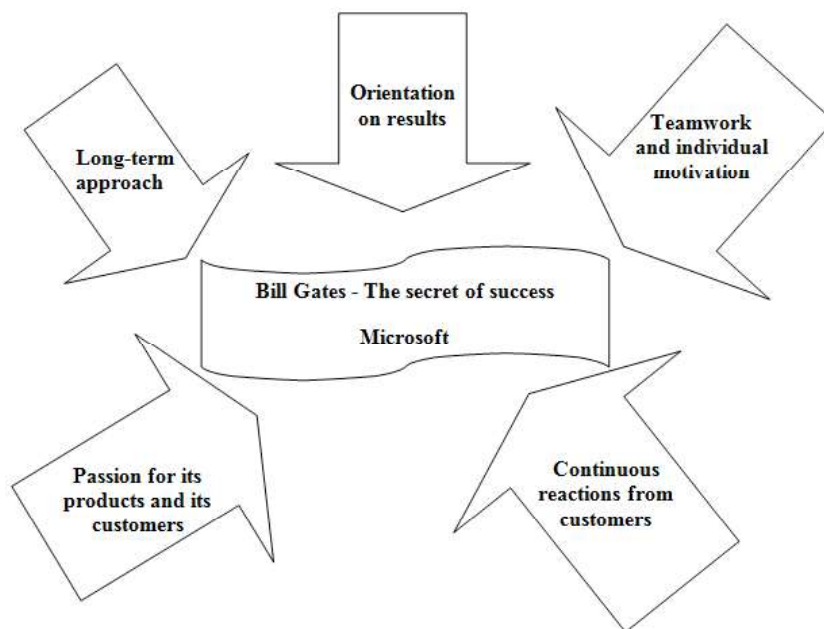 Orientation
on results
Long-term
approach
Teamwork
and individual
motivation
Bill Gates - The secret of success
Microsoft
Passion for its
products and its
customers
Continuous
reactions from
customers